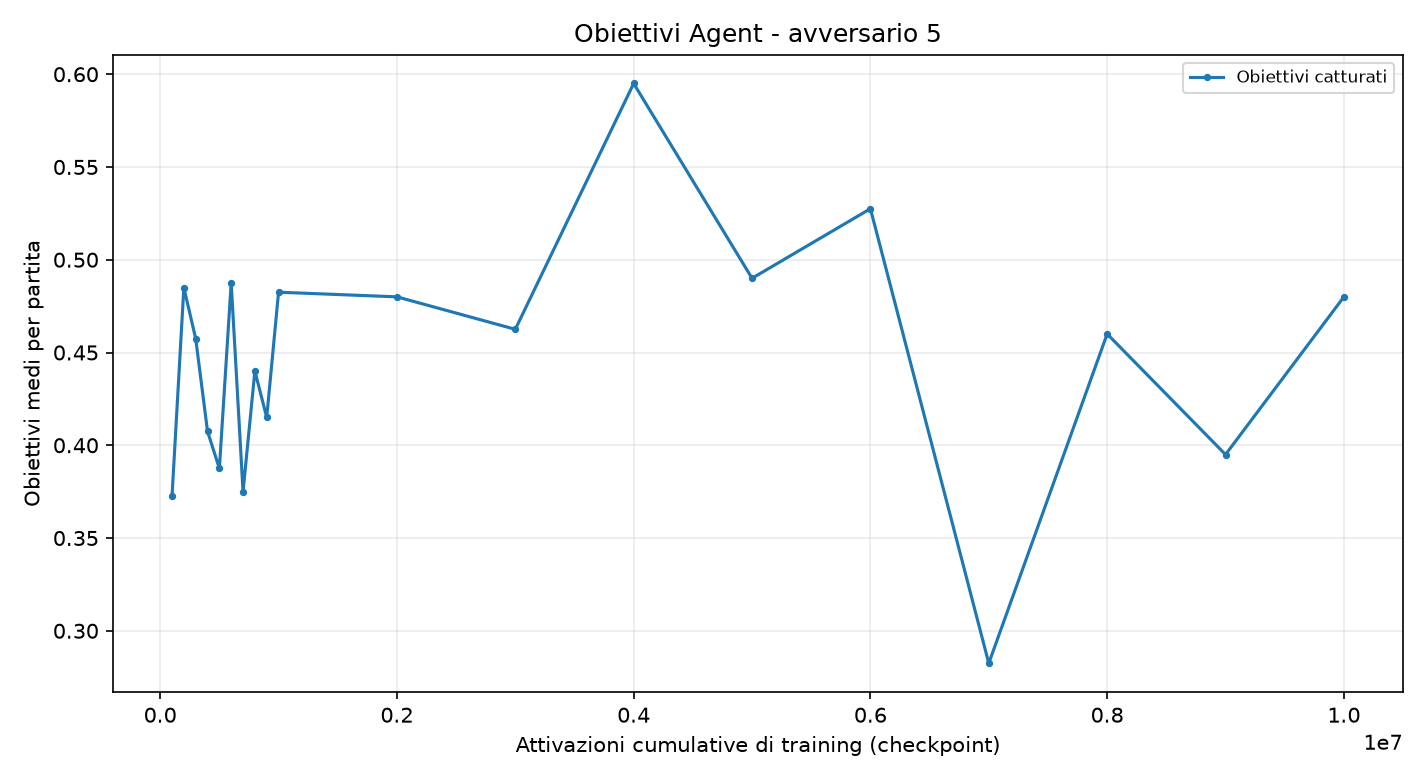 Obiettivi Agent - avversario 5
Obiettivi catturati
Obiettivi medi per partita
0.60
0.55
0.50
0.45
0.40
0.35
0.30
0.0 0.2 0.4 0.6 0.8 1.0
1e7
Attivazioni cumulative di training (checkpoint)